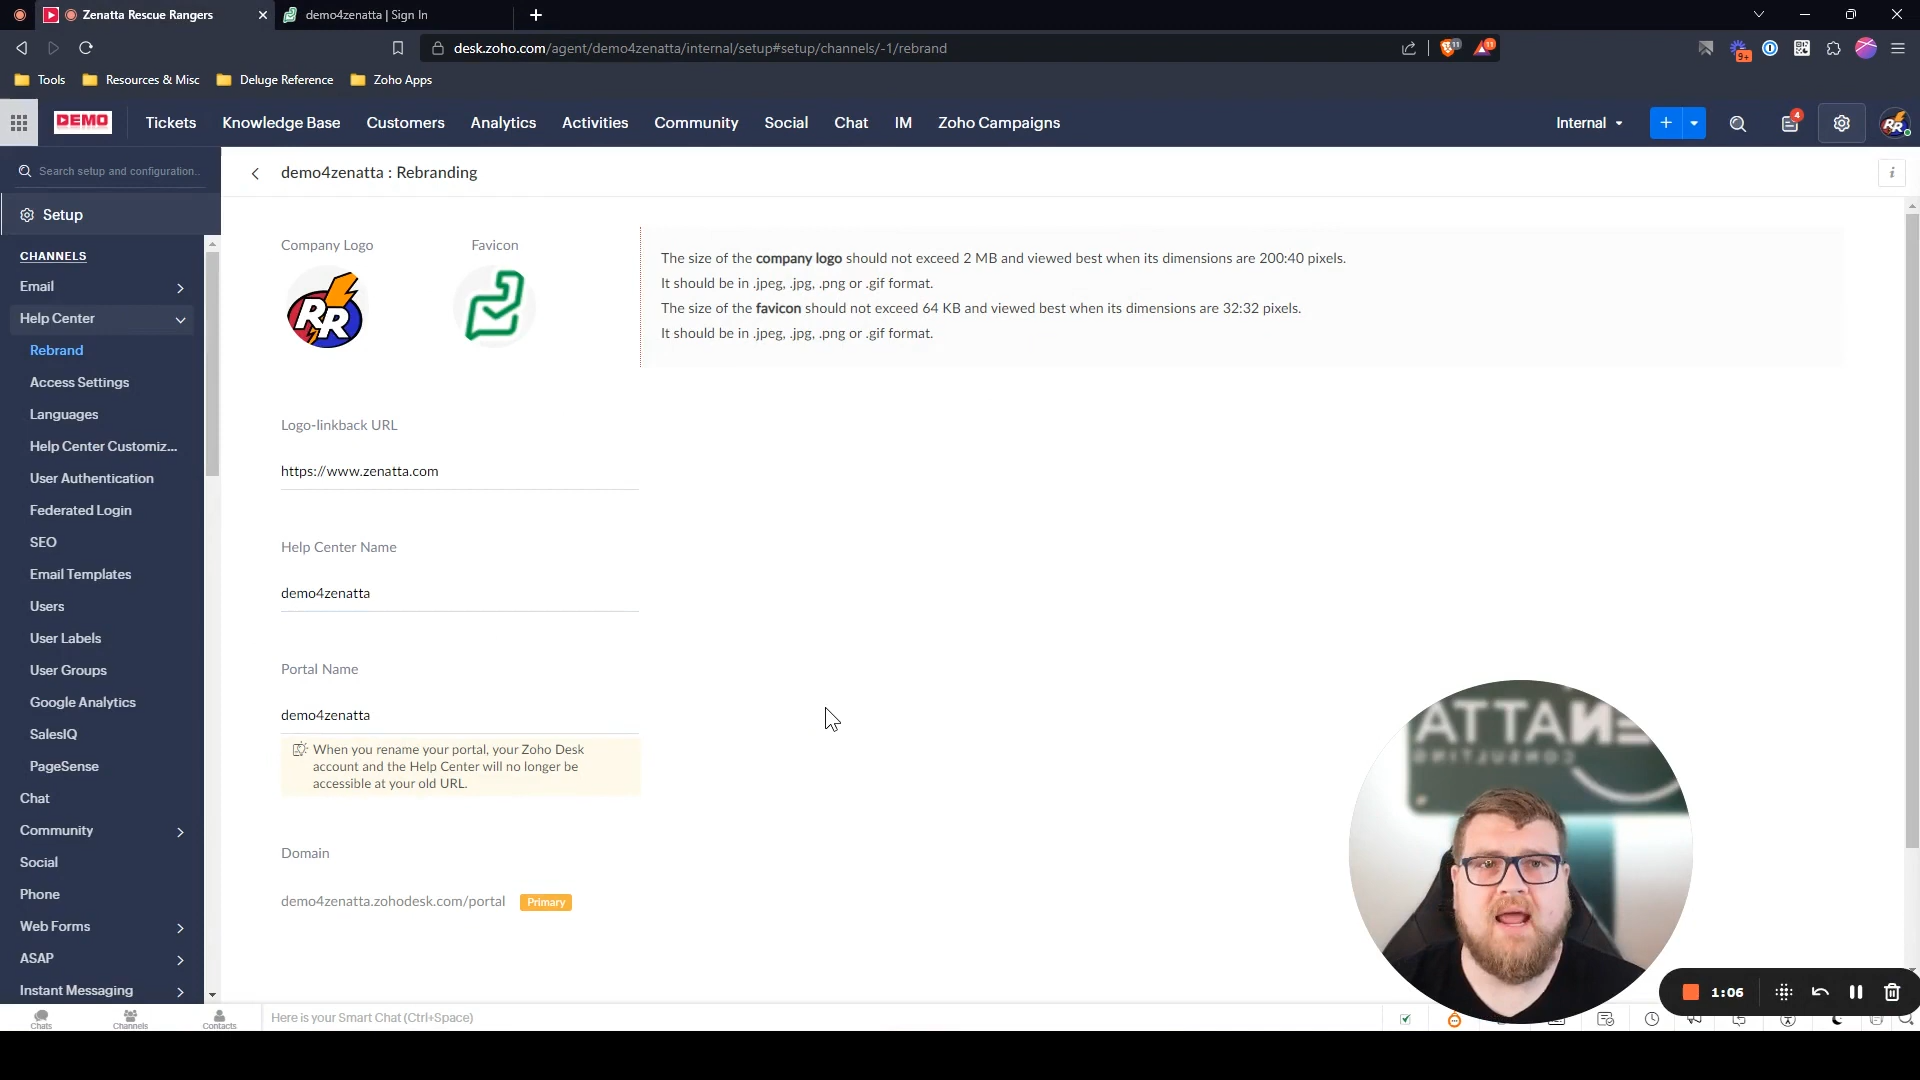 Zenatta Rescue Rangers
demo4zenatta | Sign In
desk.zoho.com/agent/demo4zenatta/internal/setup#setup/channels/-1/rebrand
11
11
9+
Tools
Resources & Misc
Deluge Reference
Zoho Apps
DEMO
Tickets
Knowledge Base
Customers
Analytics
Activities
Community
Social
Chat
IM
Zoho Campaigns
Internal
4
RR
Search setup and configuration..
demo4zenatta : Rebranding
Setup
CHANNELS
Email
Help Center
Rebrand
Access Settings
Languages
Help Center Customiz...
User Authentication
Federated Login
SEO
Email Templates
Users
User Labels
User Groups
Google Analytics
SalesIQ
PageSense
Chat
Community
Social
Phone
Web Forms
ASAP
Instant Messaging
Company Logo
Favicon
RR
The size of the company logo should not exceed 2 MB and viewed best when its dimensions are 200:40 pixels.
It should be in .jpeg, .jpg, .png or .gif format.
The size of the favicon should not exceed 64 KB and viewed best when its dimensions are 32:32 pixels.
It should be in .jpeg, .jpg, .png or .gif format.
Logo-linkback URL
https://www.zenatta.com
Help Center Name
demo4zenatta
Portal Name
demo4zenatta
When you rename your portal, your Zoho Desk
account and the Help Center will no longer be
accessible at your old URL.
Domain
demo4zenatta.zohodesk.com/portal
Primary
ENATTA
CONSULTING
1:06
Chats
Channels
Contacts
Here is your Smart Chat (Ctrl+Space)